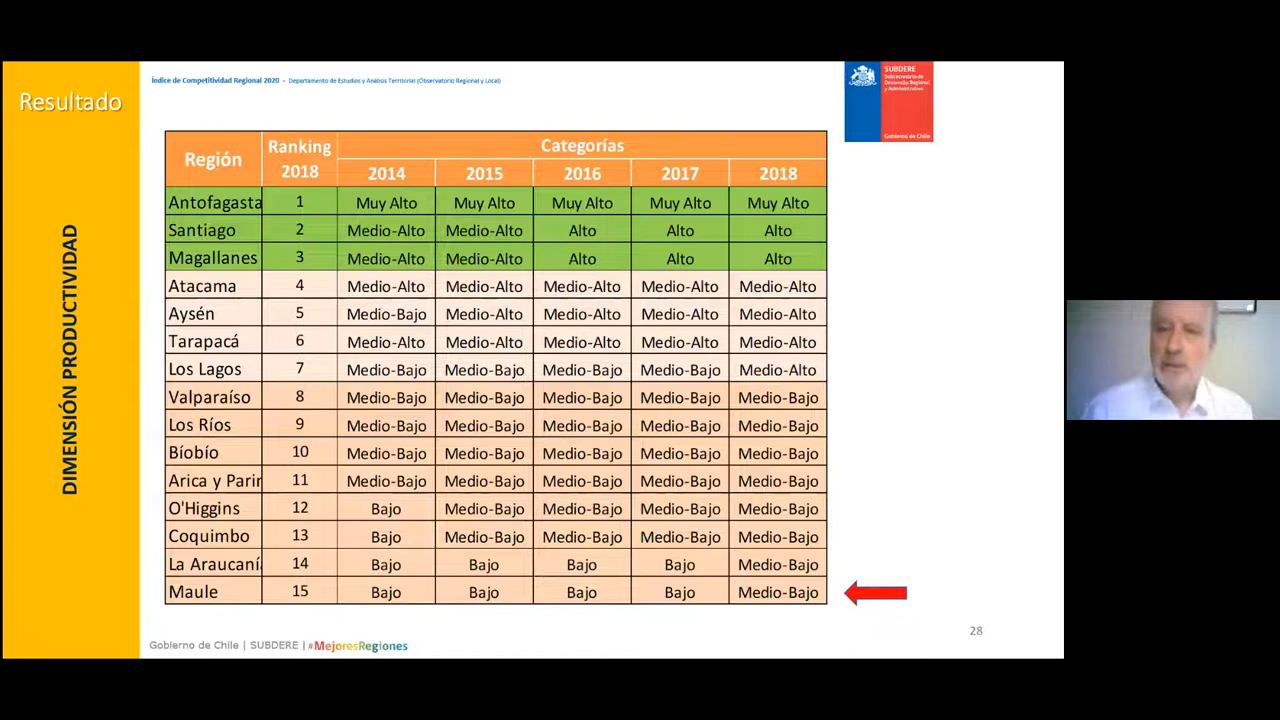 Resultado
DIMENSIÓN PRODUCTIVIDAD
Índice de Competitividad Regional 2020 - Departamento de Estudios y Análisis Territorial (Observatorio Regional y Local)
SUBDERE
Subsecretaría de
Desarrollo Regional
y Administrativo
Gobierno de Chile
Región Ranking 2018 Categorías
2014 2015 2016 2017 2018
Antofagasta 1 Muy Alto Muy Alto Muy Alto Muy Alto Muy Alto
Santiago 2 Medio-Alto Medio-Alto Alto Alto Alto
Magallanes 3 Medio-Alto Medio-Alto Alto Alto Alto
Atacama 4 Medio-Alto Medio-Alto Medio-Alto Medio-Alto Medio-Alto
Aysén 5 Medio-Bajo Medio-Alto Medio-Alto Medio-Alto Medio-Alto
Tarapacá 6 Medio-Alto Medio-Alto Medio-Alto Medio-Alto Medio-Alto
Los Lagos 7 Medio-Bajo Medio-Bajo Medio-Bajo Medio-Bajo Medio-Alto
Valparaíso 8 Medio-Bajo Medio-Bajo Medio-Bajo Medio-Bajo Medio-Bajo
Los Ríos 9 Medio-Bajo Medio-Bajo Medio-Bajo Medio-Bajo Medio-Bajo
Bíobío 10 Medio-Bajo Medio-Bajo Medio-Bajo Medio-Bajo Medio-Bajo
Arica y Parin 11 Medio-Bajo Medio-Bajo Medio-Bajo Medio-Bajo Medio-Bajo
O'Higgins 12 Bajo Medio-Bajo Medio-Bajo Medio-Bajo Medio-Bajo
Coquimbo 13 Bajo Medio-Bajo Medio-Bajo Medio-Bajo Medio-Bajo
La Araucaní 14 Bajo Bajo Bajo Bajo Medio-Bajo
Maule 15 Bajo Bajo Bajo Bajo Medio-Bajo
28
Gobierno de Chile | SUBDERE | #MejoresRegiones